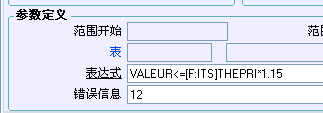 参数定义
范围开始 范
表
表达式 VALEUR<=[F:ITS]THEPRI*1.15
错误信息 12